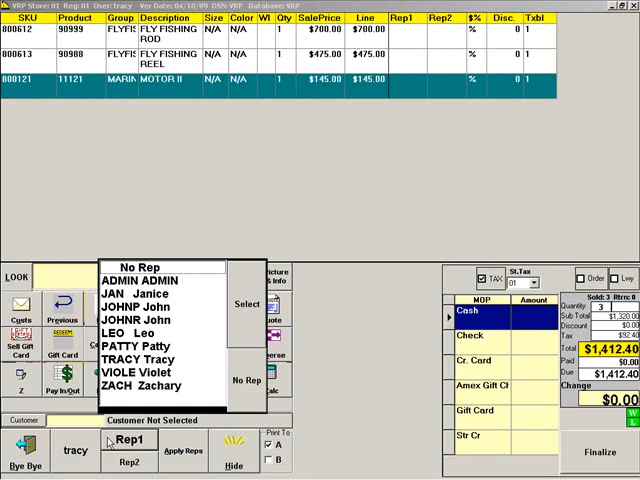 VRP Store: 01 Reg: 01 User: tracy Ver Date: 04/10/09 DSN: VRP Database: VRP
SKU Product Group Description Size Color WI Qty SalePrice Line Rep1 Rep2 $% Disc. Txbl
800612 90999 FLYFIS FLY FISHING ROD N/A N/A 1 $700.00 $700.00 % 0 1
800613 90988 FLYFIS FLY FISHING REEL N/A N/A 1 $475.00 $475.00 % 0 1
800121 11121 MARIN MOTOR II N/A N/A 1 $145.00 $145.00 % 0 1
LOOK
Custs
Previous
Sell Gift Card
REDEEM
Gift Card
Z
Pay In/Out
No Rep
ADMIN ADMIN
JAN Janice
JOHNP John
JOHNR John
LEO Leo
PATTY Patty
TRACY Tracy
VIOLE Violet
ZACH Zachary
Select
No Rep
Picture & Info
Customer
Customer Not Selected
Bye Bye
tracy
Rep1
Rep2
Apply Reps
Hide
Print To
A
B
TAX
St.Tax
01
Order
Lwy
MOP Amount
Cash
Check
Cr. Card
Gift Card
Str Cr
Sold: 3 Rtrn: 0
Quantity 3
Sub Total $1,320.00
Discount $0.00
Tax $92.40
Total $1,412.40
Paid $0.00
Due $1,412.40
Change
$0.00
W
L
Finalize